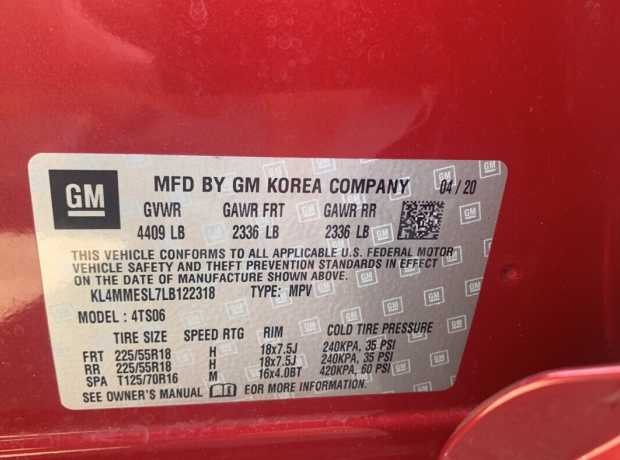 GM MFD BY GM KOREA COMPANY 04/20
GVWR GAWR FRT GAWR RR
4409 LB 2336 LB 2336 LB
THIS VEHICLE CONFORMS TO ALL APPLICABLE U.S. FEDERAL MOTOR
VEHICLE SAFETY AND THEFT PREVENTION STANDARDS IN EFFECT
ON THE DATE OF MANUFACTURE SHOWN ABOVE.
KL4MMESL7LB122318 TYPE: MPV
MODEL: 4TS06
TIRE SIZE SPEED RTG RIM COLD TIRE PRESSURE
FRT 225/55R18 H 18x7.5J 240KPA, 35 PSI
RR 225/55R18 H 18x7.5J 240KPA, 35 PSI
SPA T125/70R16 M 16x4.0BT 420KPA, 60 PSI
SEE OWNER'S MANUAL FOR MORE INFORMATION.